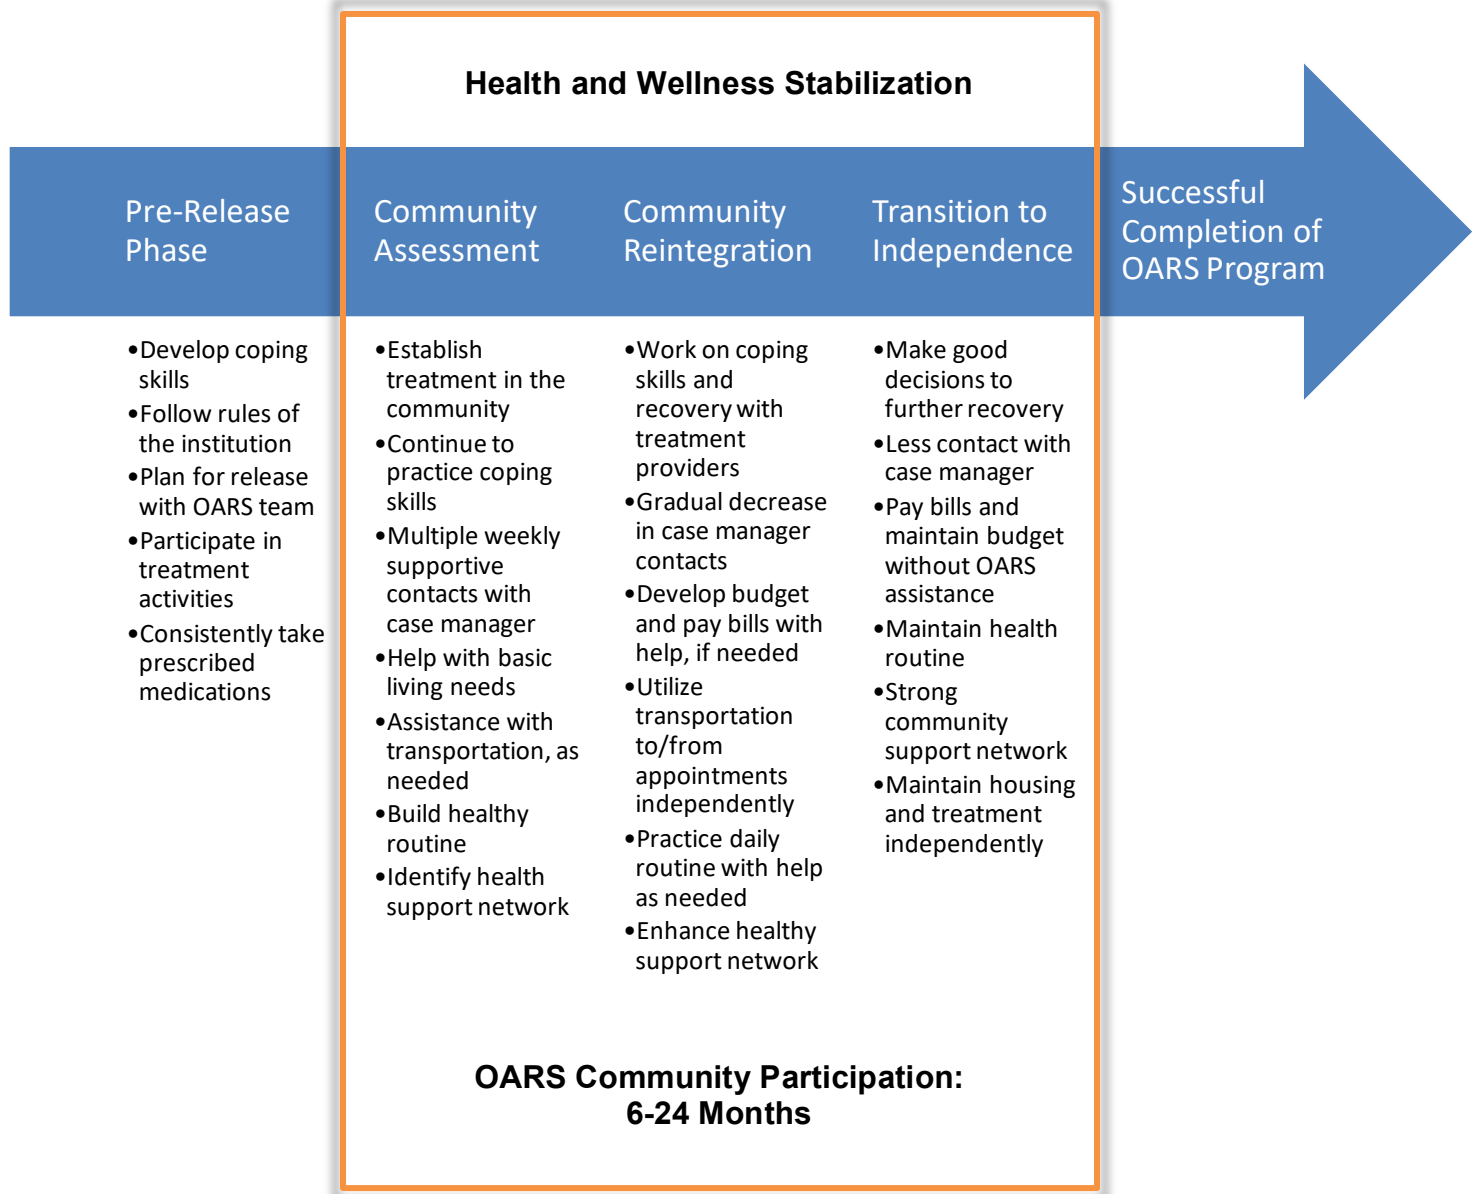 Health and Wellness Stabilization
Pre-Release
Phase
Community
Assessment
Community
Reintegration
Transition to
Independence
Successful
Completion of
OARS Program
•Develop coping
skills
•Follow rules of
the institution
•Plan for release
with OARS team
•Participate in
treatment
activities
•Consistently take
prescribed
medications
•Establish
treatment in the
community
•Continue to
practice coping
skills
•Multiple weekly
supportive
contacts with
case manager
•Help with basic
living needs
•Assistance with
transportation, as
needed
•Build healthy
routine
•Identify health
support network
•Work on coping
skills and
recovery with
treatment
providers
•Gradual decrease
in case manager
contacts
•Develop budget
and pay bills with
help, if needed
•Utilize
transportation
to/from
appointments
independently
•Practice daily
routine with help
as needed
•Enhance healthy
support network
•Make good
decisions to
further recovery
•Less contact with
case manager
•Pay bills and
maintain budget
without OARS
assistance
•Maintain health
routine
•Strong
community
support network
•Maintain housing
and treatment
independently
OARS Community Participation:
6-24 Months